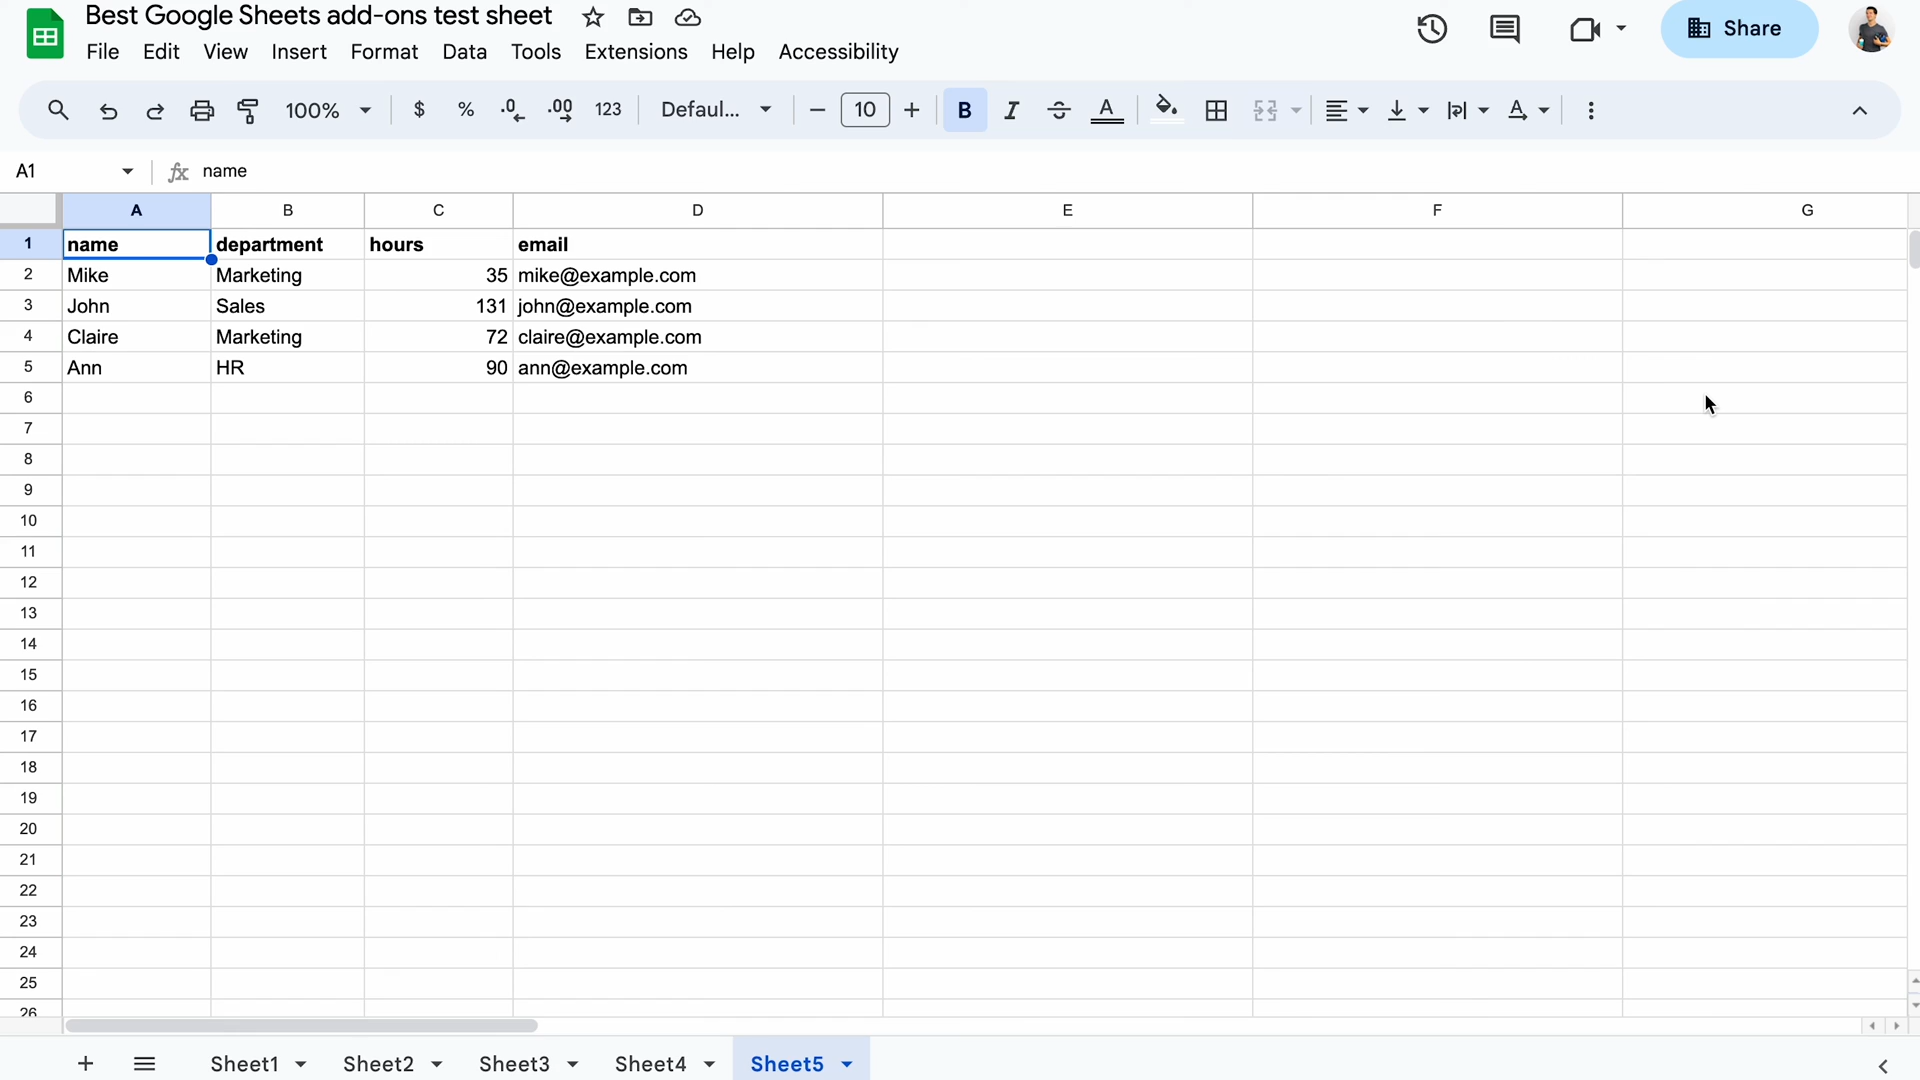 Best Google Sheets add-ons test sheet
File Edit View Insert Format Data Tools Extensions Help Accessibility
Share
100% $ % .0 .00 123 Defaul... 10 B I A A
A1 fx name
A B C D E F G
1 name department hours email
2 Mike Marketing 35 mike@example.com
3 John Sales 131 john@example.com
4 Claire Marketing 72 claire@example.com
5 Ann HR 90 ann@example.com
6
7
8
9
10
11
12
13
14
15
16
17
18
19
20
21
22
23
24
25
26
Sheet1 Sheet2 Sheet3 Sheet4 Sheet5